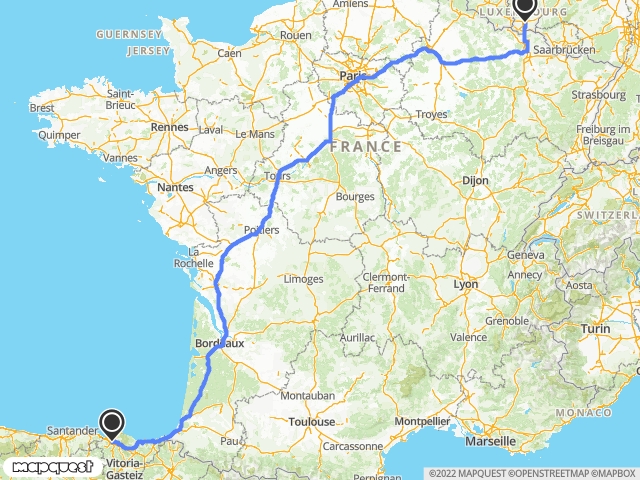 Amiens
LUXEMBOURG
GUERNSEY
Rouen
JERSEY
Caen
Saarbrücken
Paris
Brest
Saint-
Brieuc
Strasbourg
Troyes
Quimper
Rennes
Laval
Le Mans
Freiburg im
Breisgau
FRANCE
Vannes
Angers
Tours
Nantes
Dijon
Bourges
SWITZERLAND
Poitiers
La
Rochelle
Geneva
Limoges
Clermont-
Ferrand
Annecy
Aosta
Lyon
Grenoble
Turin
Bordeaux
Aurillac
Valence
Montauban
MONACO
Santander
Toulouse
Montpellier
Pau
Marseille
Carcassonne
Vitoria-
Gasteiz
Perpignan
mapquest
©2022 MAPQUEST ©OPENSTREETMAP ©MAPBOX